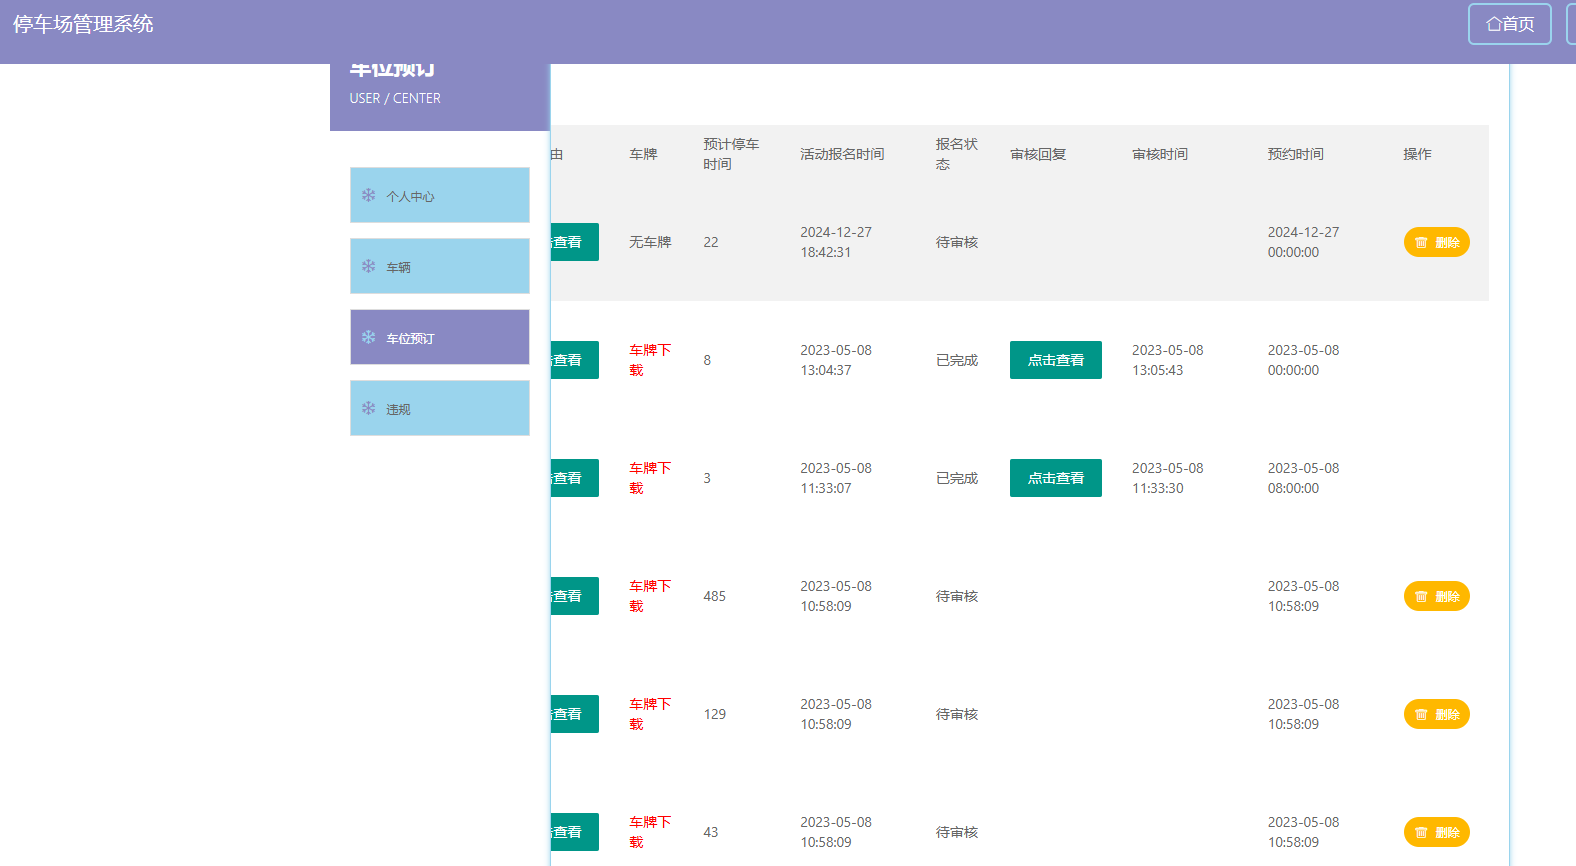 停车场管理系统
首页
车位预订
USER / CENTER
个人中心
车辆
车位预订
违规
由
车牌
预计停车
时间
活动报名时间
报名状
态
审核回复
审核时间
预约时间
操作
击查看
无车牌
22
2024-12-27
18:42:31
待审核
2024-12-27
00:00:00
删除
击查看
车牌下
载
8
2023-05-08
13:04:37
已完成
点击查看
2023-05-08
13:05:43
2023-05-08
00:00:00
击查看
车牌下
载
3
2023-05-08
11:33:07
已完成
点击查看
2023-05-08
11:33:30
2023-05-08
08:00:00
击查看
车牌下
载
485
2023-05-08
10:58:09
待审核
2023-05-08
10:58:09
删除
击查看
车牌下
载
129
2023-05-08
10:58:09
待审核
2023-05-08
10:58:09
删除
击查看
车牌下
载
43
2023-05-08
10:58:09
待审核
2023-05-08
10:58:09
删除